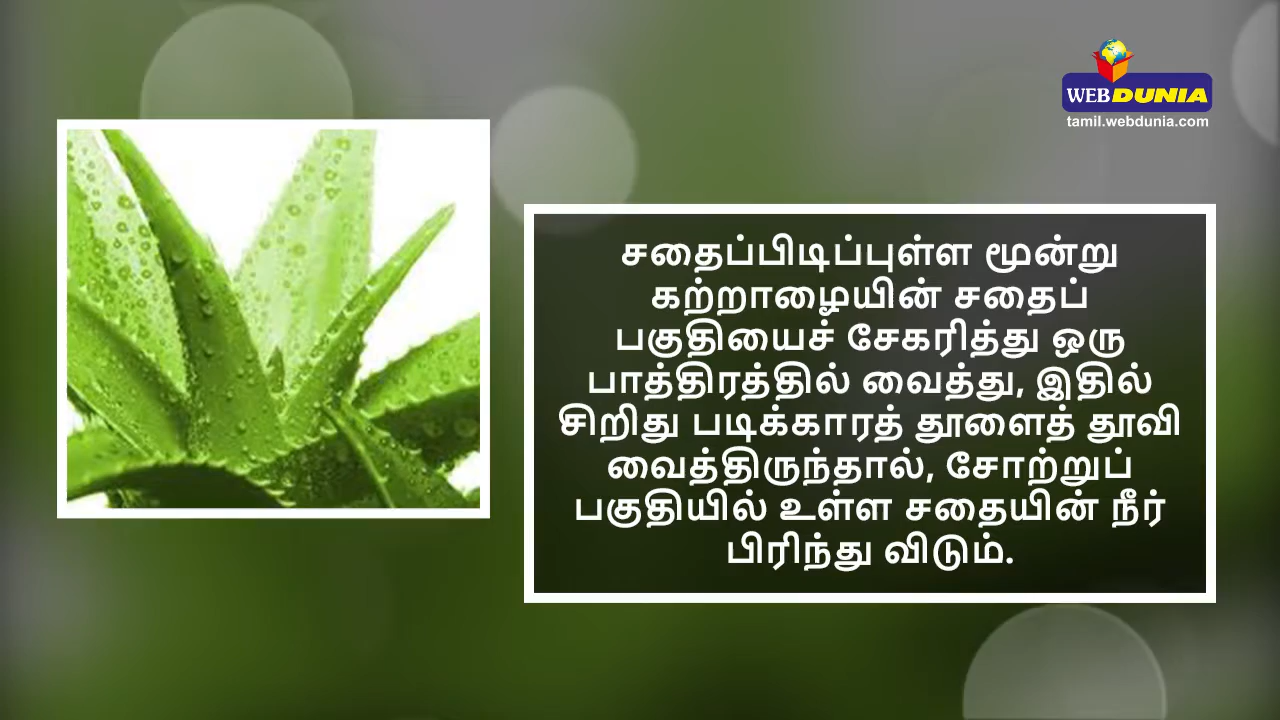 WEBDUNIA
tamil.webdunia.com
சதைப்பிடிப்புள்ள மூன்று
கற்றாழையின் சதைப்
பகுதியைச் சேகரித்து ஒரு
பாத்திரத்தில் வைத்து, இதில்
சிறிது படிக்காரத் தூளைத் தூவி
வைத்திருந்தால், சோற்றுப்
பகுதியில் உள்ள சதையின் நீர்
பிரிந்து விடும்.